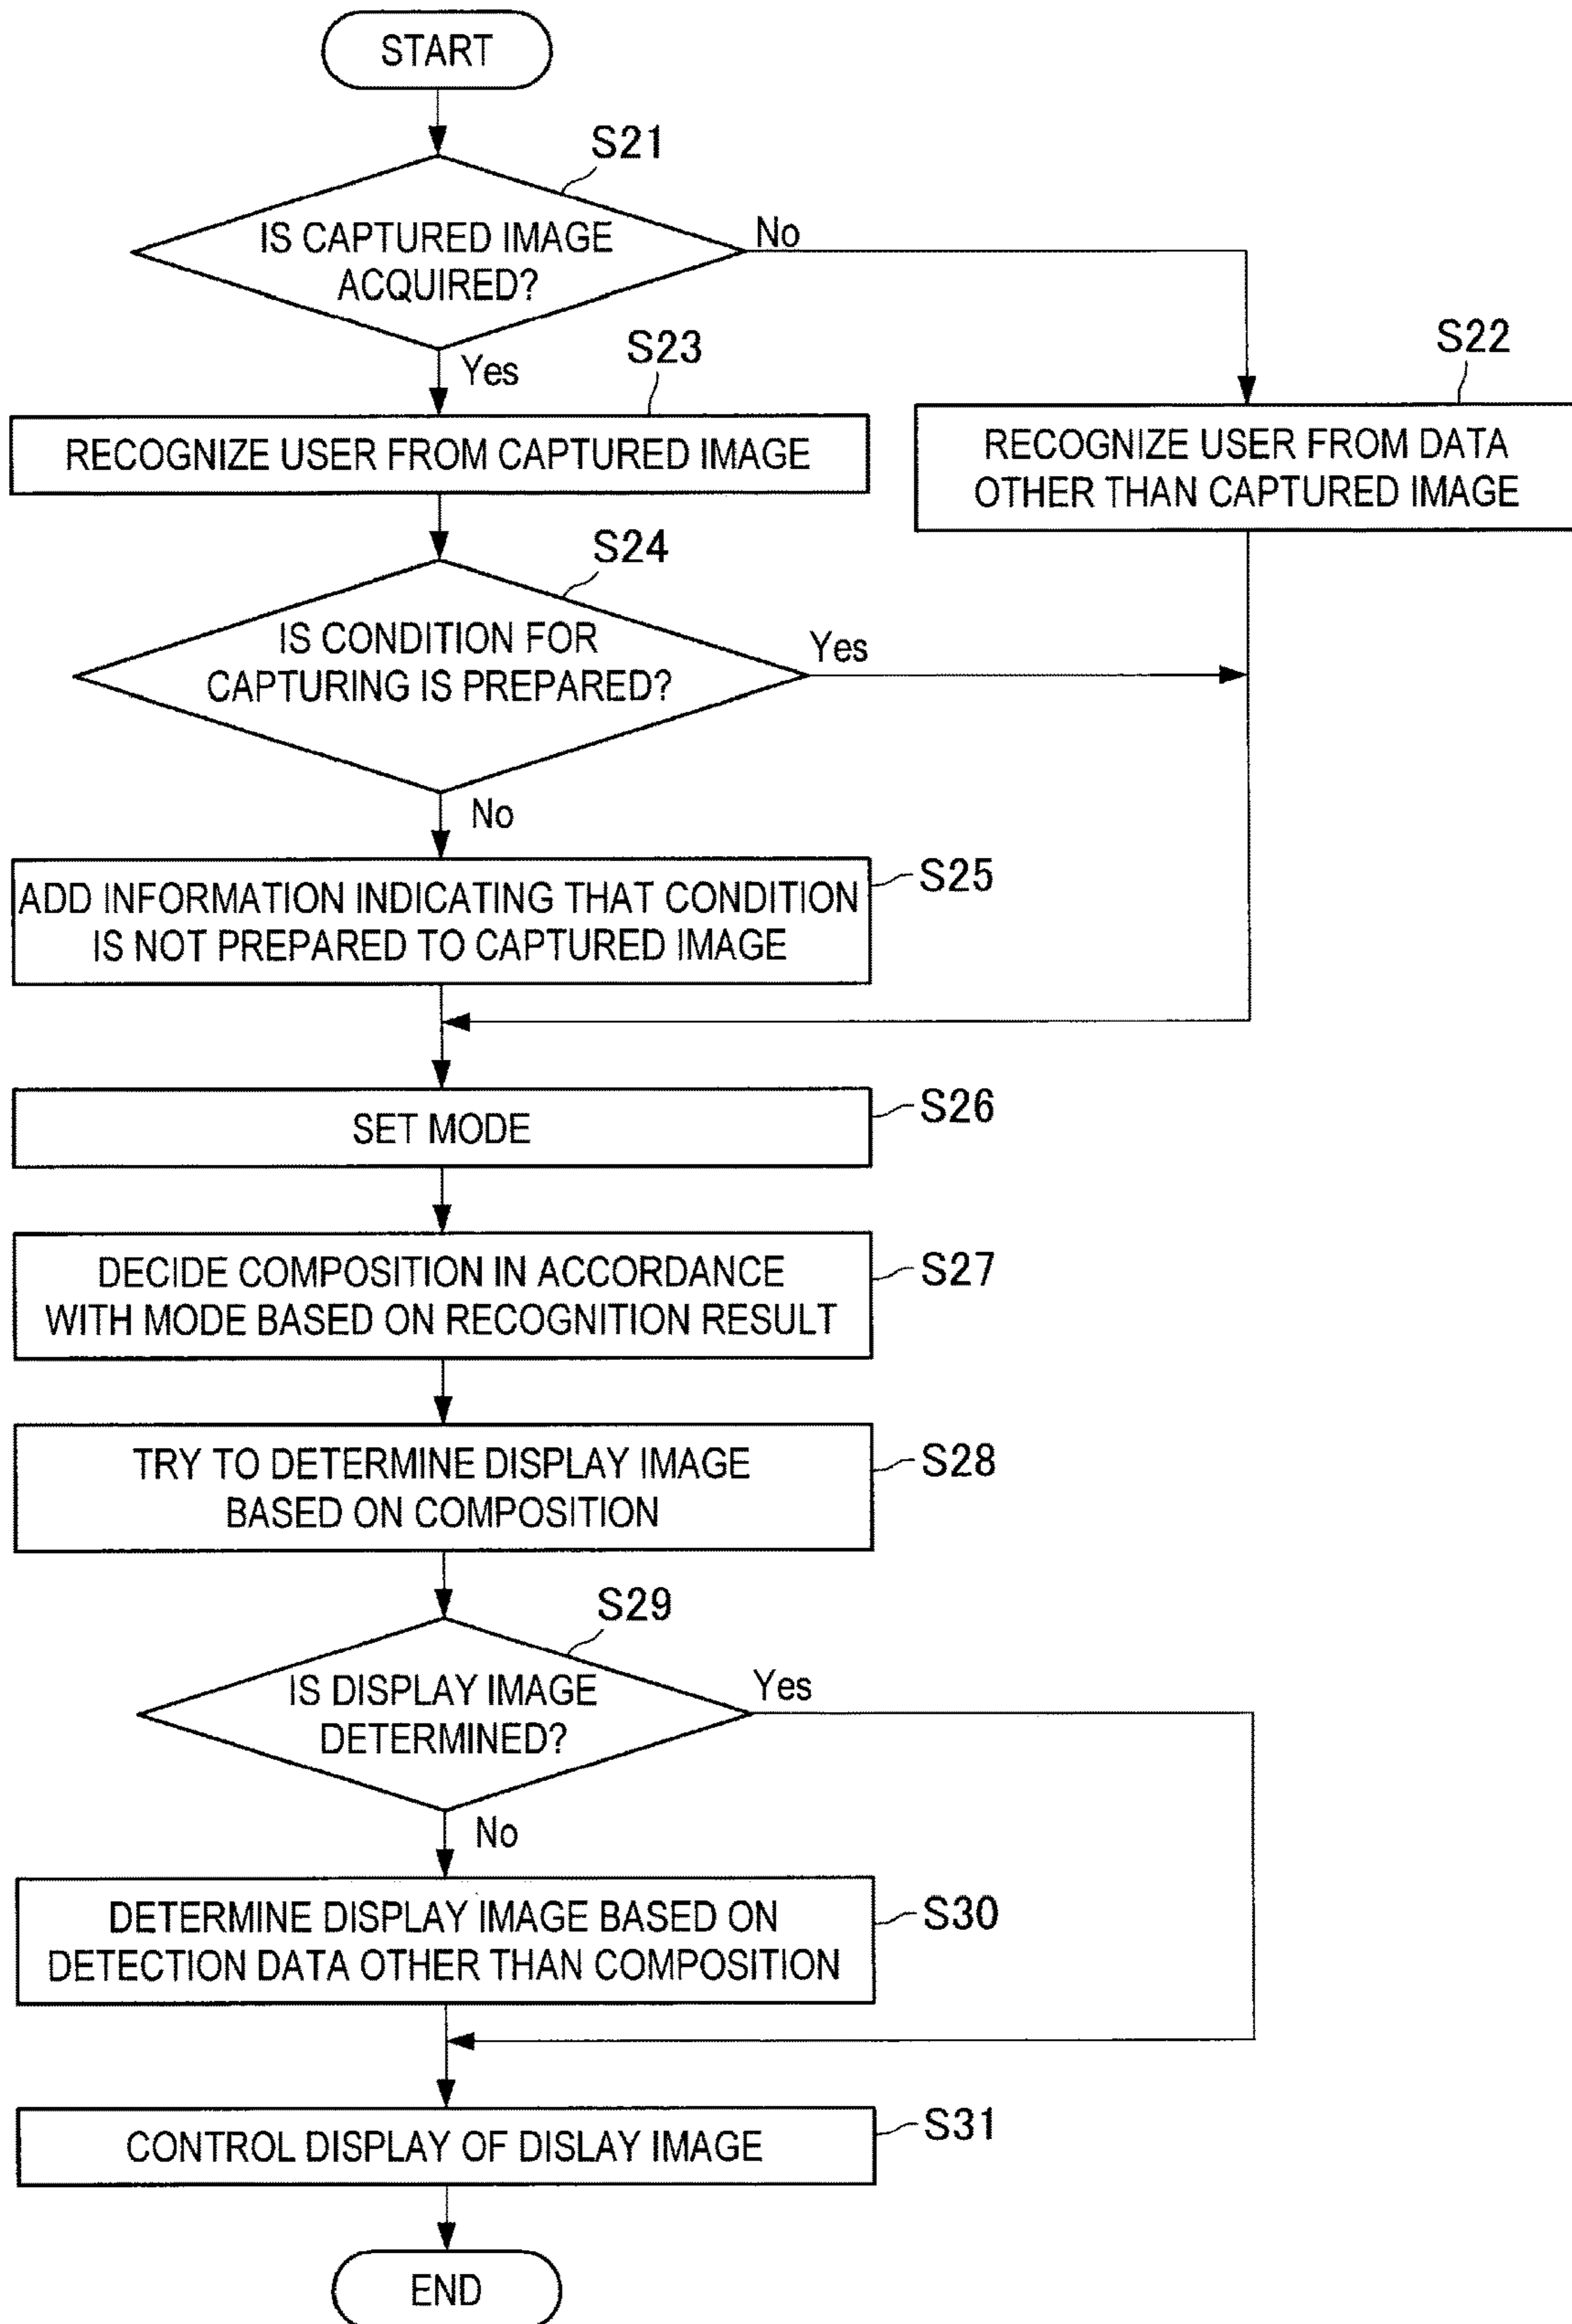 START
S21
IS CAPTURED IMAGE
ACQUIRED?
No
Yes
S23
S22
RECOGNIZE USER FROM CAPTURED IMAGE
RECOGNIZE USER FROM DATA
OTHER THAN CAPTURED IMAGE
S24
IS CONDITION FOR
CAPTURING IS PREPARED?
Yes
No
S25
ADD INFORMATION INDICATING THAT CONDITION
IS NOT PREPARED TO CAPTURED IMAGE
S26
SET MODE
S27
DECIDE COMPOSITION IN ACCORDANCE
WITH MODE BASED ON RECOGNITION RESULT
S28
TRY TO DETERMINE DISPLAY IMAGE
BASED ON COMPOSITION
S29
IS DISPLAY IMAGE
DETERMINED?
Yes
No
S30
DETERMINE DISPLAY IMAGE BASED ON
DETECTION DATA OTHER THAN COMPOSITION
S31
CONTROL DISPLAY OF DISLAY IMAGE
END